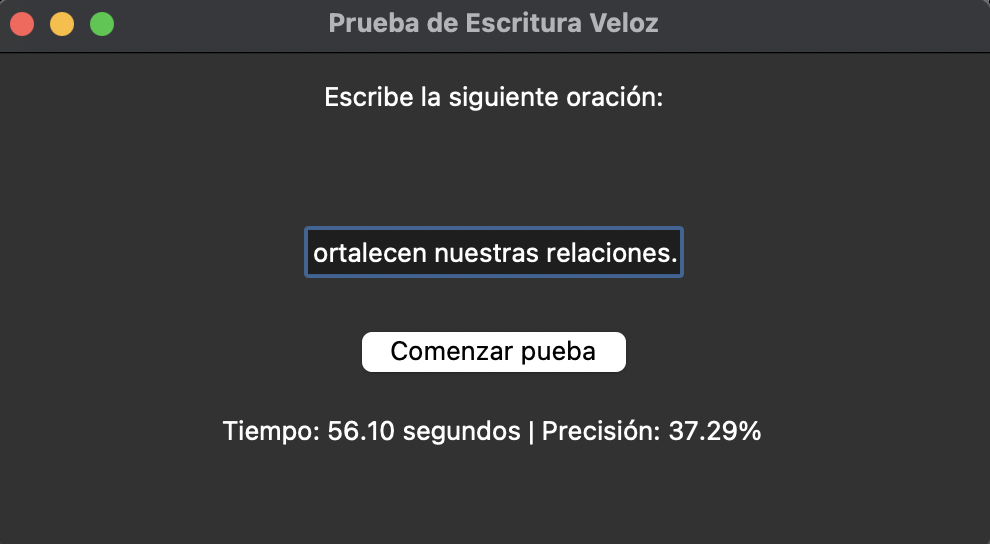 Prueba de Escritura Veloz
Escribe la siguiente oración:
ortalecen nuestras relaciones.
Comenzar pueba
Tiempo: 56.10 segundos | Precisión: 37.29%